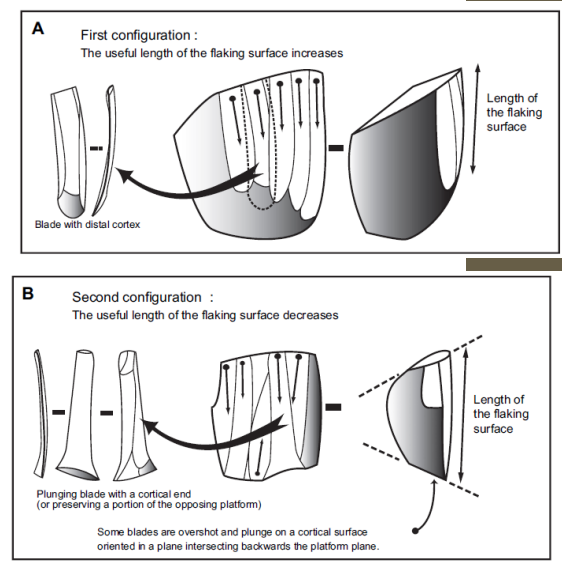 A
First configuration :
The useful length of the flaking surface increases
Length of
the flaking
surface
Blade with distal cortex
B
Second configuration :
The useful length of the flaking surface decreases
Length of
the flaking
surface
Plunging blade with a cortical end
(or preserving a portion of the opposing platform)
Some blades are overshot and plunge on a cortical surface
oriented in a plane intersecting backwards the platform plane.